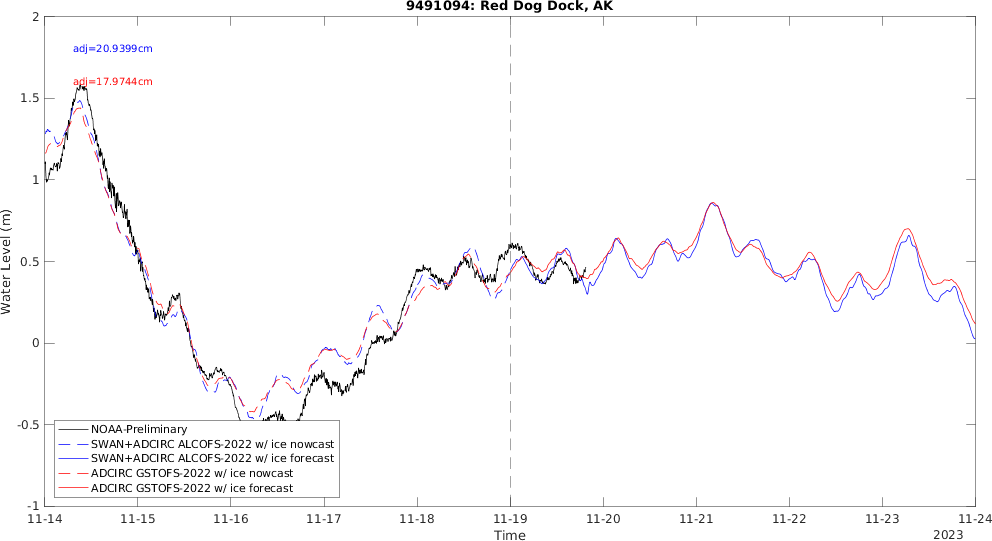 9491094: Red Dog Dock, AK
adj=20.9399cm
adj=17.9744cm
Water Level (m)
2
1.5
1
0.5
0
-0.5
-1
NOAA-Preliminary
SWAN+ADCIRC ALCOFS-2022 w/ ice nowcast
SWAN+ADCIRC ALCOFS-2022 w/ ice forecast
ADCIRC GSTOFS-2022 w/ ice nowcast
ADCIRC GSTOFS-2022 w/ ice forecast
11-14 11-15 11-16 11-17 11-18 11-19 11-20 11-21 11-22 11-23 11-24
Time
2023